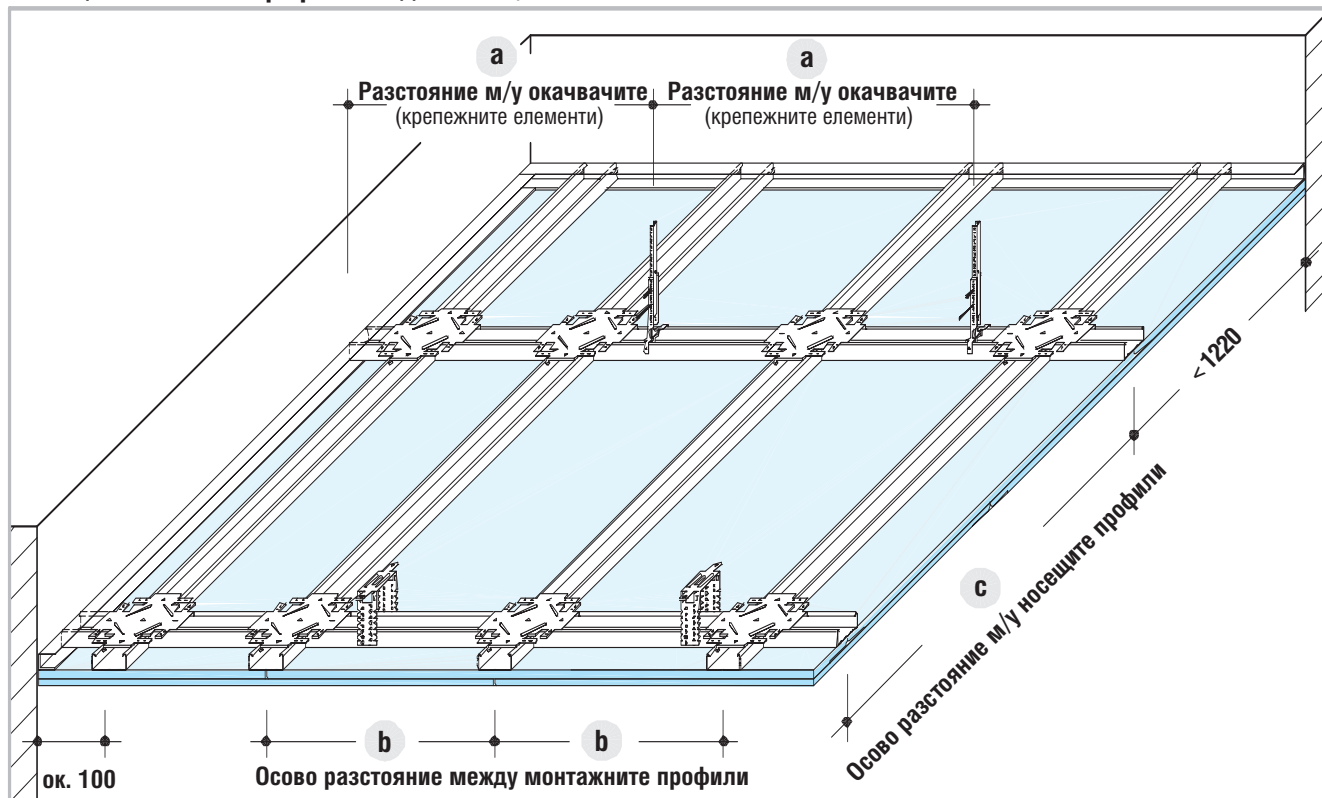 a
a
Разстояние м/у окачвачите
Разстояние м/у окачвачите
(крепежните елементи)
(крепежните елементи)
<1220
c
Осово разстояние м/у носещите профили
b
b
ок. 100
Осово разстояние между монтажните профили